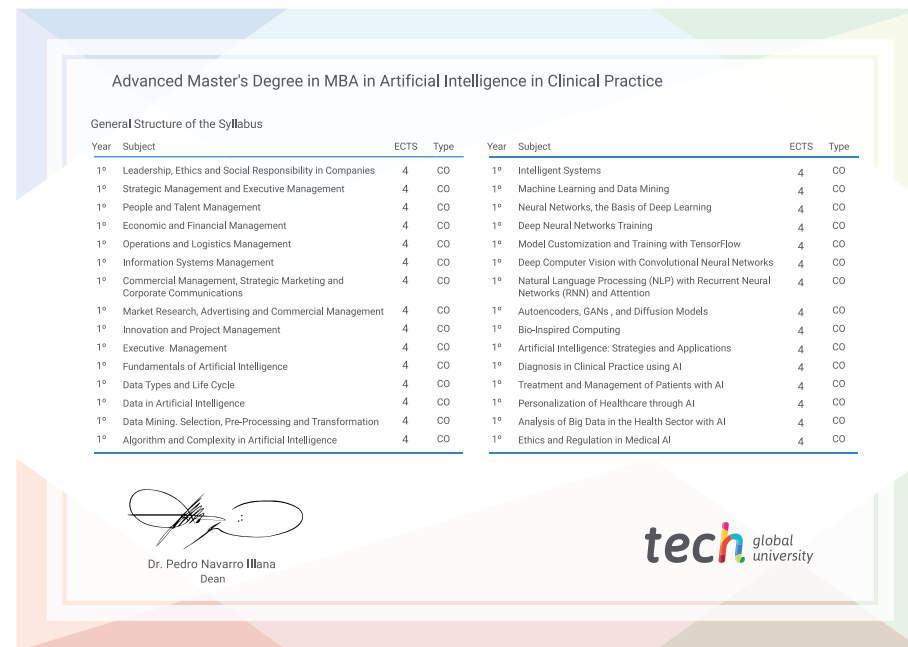 Advanced Master's Degree in MBA in Artificial Intelligence in Clinical Practice
General Structure of the Syllabus
Year Subject ECTS Type
1º Leadership, Ethics and Social Responsibility in Companies 4 CO
1º Strategic Management and Executive Management 4 CO
1º People and Talent Management 4 CO
1º Economic and Financial Management 4 CO
1º Operations and Logistics Management 4 CO
1º Information Systems Management 4 CO
1º Commercial Management, Strategic Marketing and 4 CO
Corporate Communications
1º Market Research, Advertising and Commercial Management 4 CO
1º Innovation and Project Management 4 CO
1º Executive Management 4 CO
1º Fundamentals of Artificial Intelligence 4 CO
1º Data Types and Life Cycle 4 CO
1º Data in Artificial Intelligence 4 CO
1º Data Mining. Selection, Pre-Processing and Transformation 4 CO
1º Algorithm and Complexity in Artificial Intelligence 4 CO
Year Subject ECTS Type
1º Intelligent Systems 4 CO
1º Machine Learning and Data Mining 4 CO
1º Neural Networks, the Basis of Deep Learning 4 CO
1º Deep Neural Networks Training 4 CO
1º Model Customization and Training with TensorFlow 4 CO
1º Deep Computer Vision with Convolutional Neural Networks 4 CO
1º Natural Language Processing (NLP) with Recurrent Neural 4 CO
Networks (RNN) and Attention
1º Autoencoders, GANs , and Diffusion Models 4 CO
1º Bio-Inspired Computing 4 CO
1º Artificial Intelligence: Strategies and Applications 4 CO
1º Diagnosis in Clinical Practice using AI 4 CO
1º Treatment and Management of Patients with AI 4 CO
1º Personalization of Healthcare through AI 4 CO
1º Analysis of Big Data in the Health Sector with AI 4 CO
1º Ethics and Regulation in Medical AI 4 CO
Dr. Pedro Navarro Illana
Dean
tech global
university